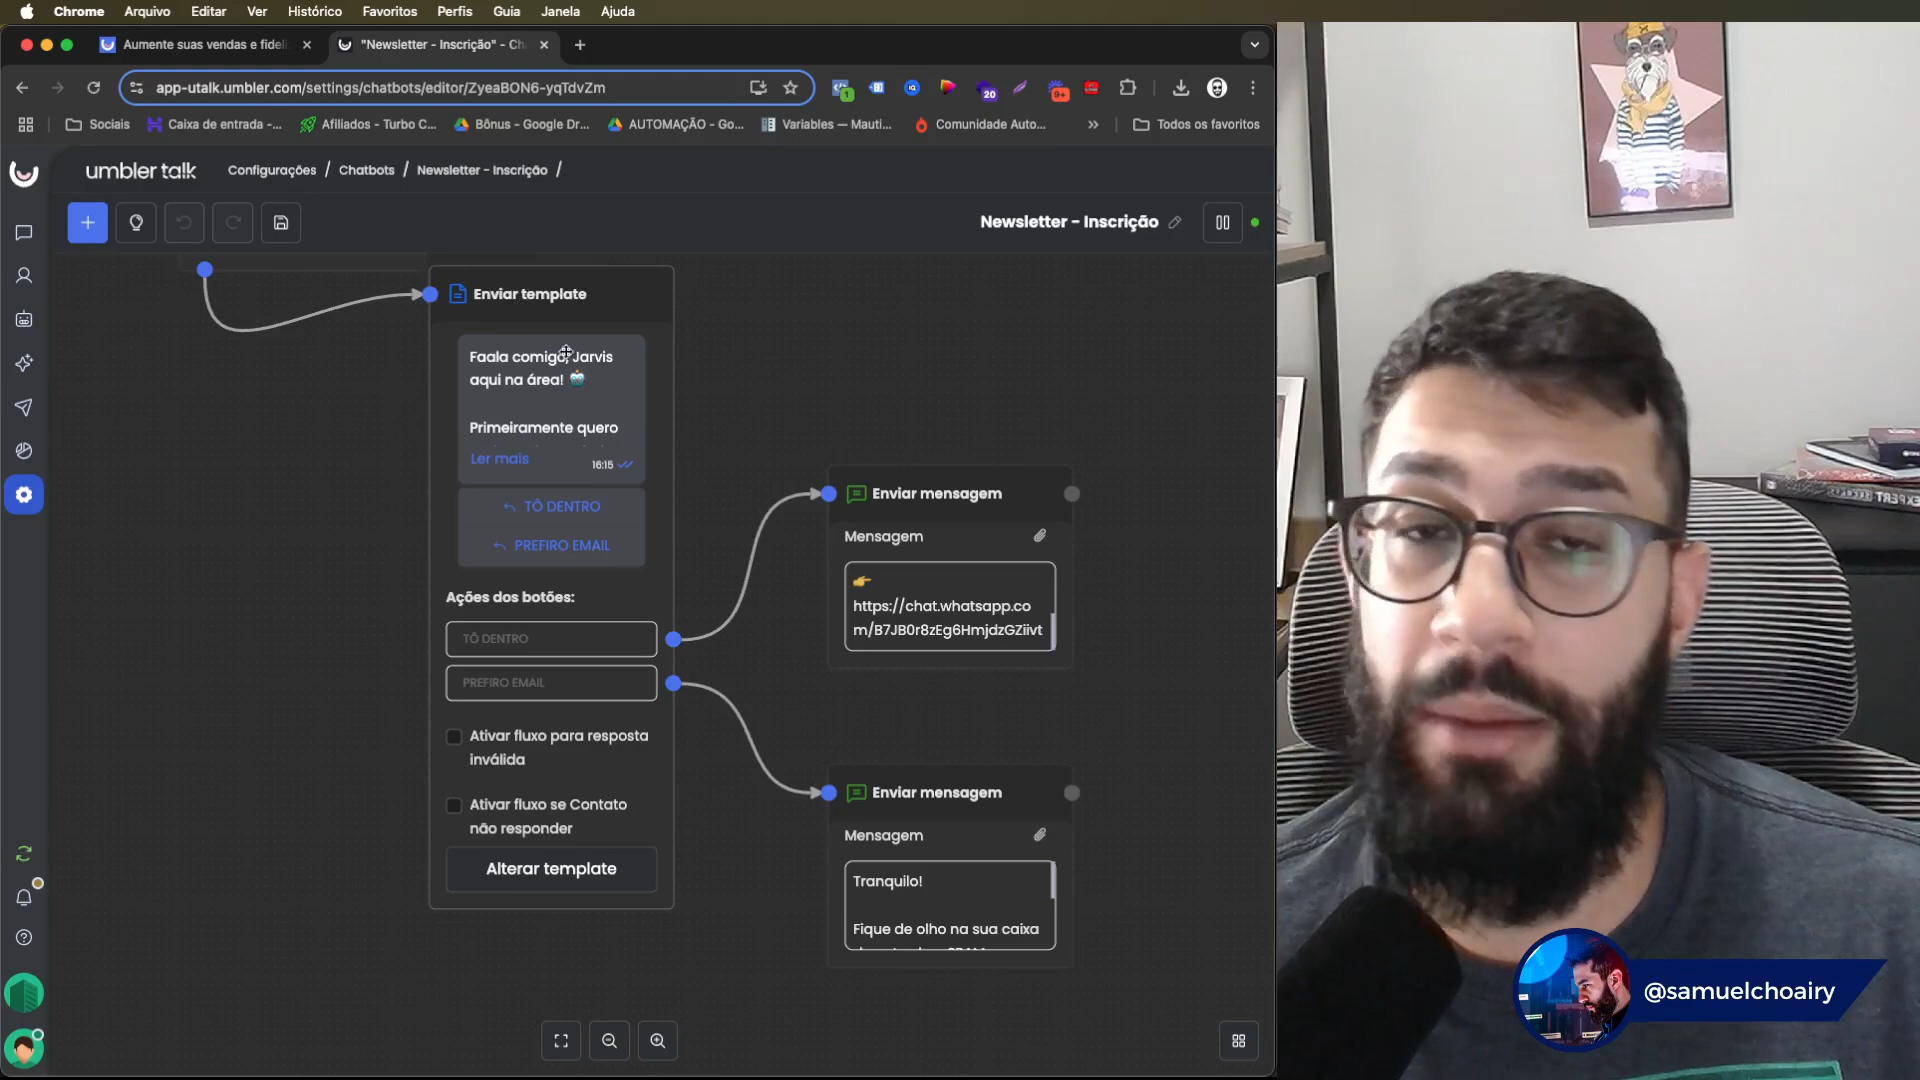 Chrome Arquivo Editar Ver Histórico Favoritos Perfis Guia Janela Ajuda
Aumente suas vendas e fideli
"Newsletter - Inscrição" - Ch
app-utalk.umbler.com/settings/chatbots/editor/ZyeaBON6-yqTdvZm
1
20
9+
Sociais
Caixa de entrada -...
Afiliados - Turbo C...
Bônus - Google Dr...
AUTOMAÇÃO - Go...
Variables — Mauti...
Comunidade Auto...
Todos os favoritos
umbler talk
Configurações / Chatbots / Newsletter - Inscrição /
Newsletter - Inscrição
Enviar template
Faala comigo, Jarvis
aqui na área! 🤖
Primeiramente quero
Ler mais
16:15
TÔ DENTRO
PREFIRO EMAIL
Ações dos botões:
TÔ DENTRO
PREFIRO EMAIL
Ativar fluxo para resposta
inválida
Ativar fluxo se Contato
não responder
Alterar template
Enviar mensagem
Mensagem
👉
https://chat.whatsapp.co
m/B7JB0r8zEg6HmjdzGZiivt
Enviar mensagem
Mensagem
Tranquilo!
Fique de olho na sua caixa
EXPERT
@samuelchoairy